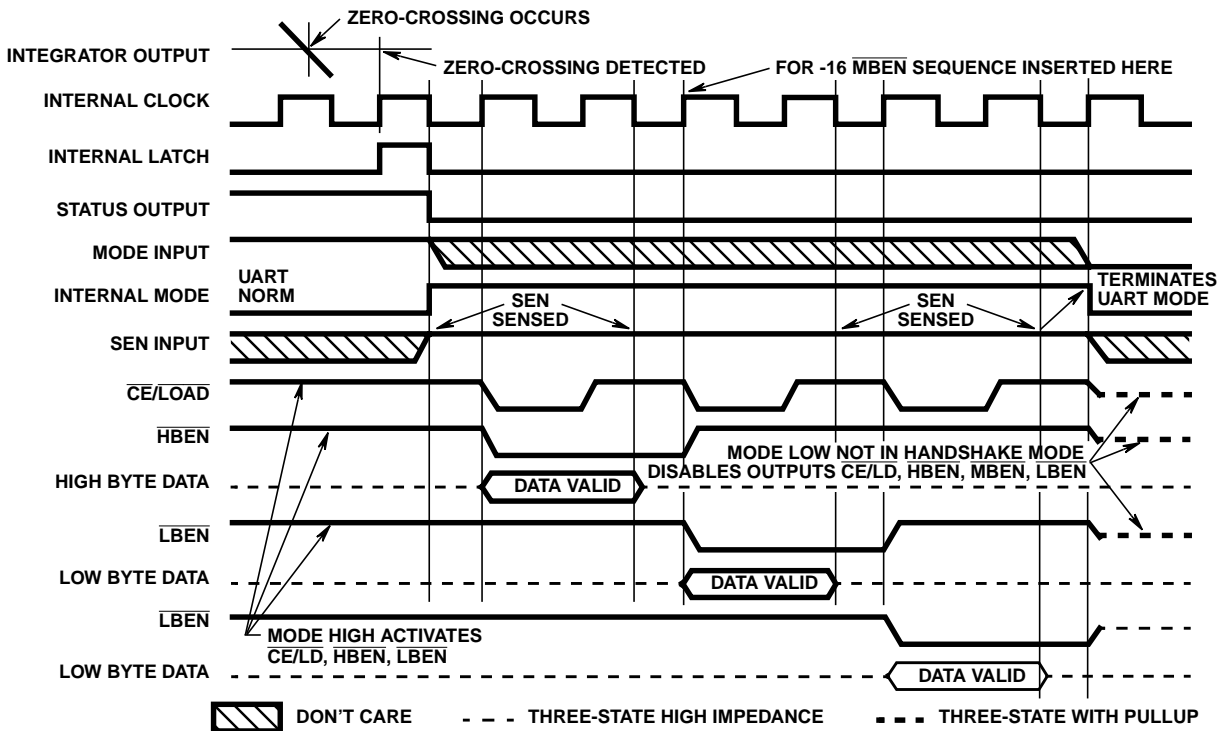 ZERO-CROSSING OCCURS
INTEGRATOR OUTPUT
ZERO-CROSSING DETECTED
FOR -16 MBEN SEQUENCE INSERTED HERE
INTERNAL CLOCK
INTERNAL LATCH
STATUS OUTPUT
MODE INPUT
UART
NORM
TERMINATES
UART MODE
INTERNAL MODE
SEN
SENSED
SEN
SENSED
SEN INPUT
CE/LOAD
HBEN
MODE LOW NOT IN HANDSHAKE MODE
DISABLES OUTPUTS CE/LD, HBEN, MBEN, LBEN
HIGH BYTE DATA
DATA VALID
LBEN
LOW BYTE DATA
DATA VALID
LBEN
MODE HIGH ACTIVATES
CE/LD, HBEN, LBEN
LOW BYTE DATA
DATA VALID
DON'T CARE
THREE-STATE HIGH IMPEDANCE
THREE-STATE WITH PULLUP